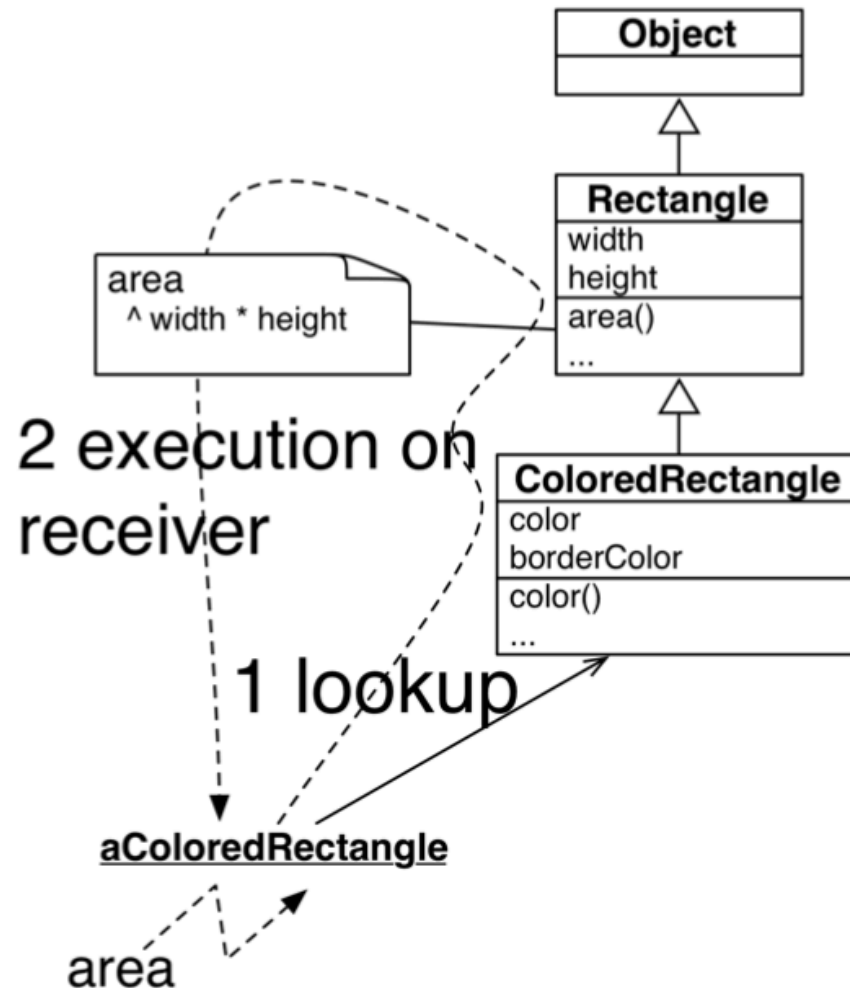 Object
Rectangle
width
height
area()
...
area
^ width * height
2 execution on
receiver
ColoredRectangle
color
borderColor
color()
...
1 lookup
aColoredRectangle
area